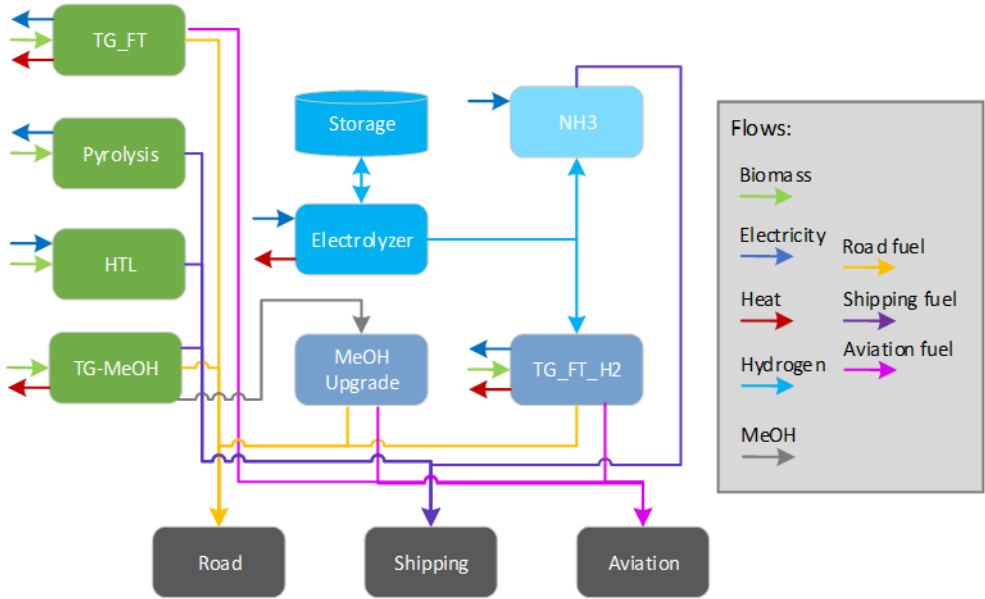 TG_FT
Pyrolysis
HTL
TG-MeOH
Storage
Electrolyzer
MeOH
Upgrade
NH3
TG_FT_H2
Road
Shipping
Aviation
Flows:
Biomass
Electricity
Heat
Hydrogen
MeOH
Road fuel
Shipping fuel
Aviation fuel